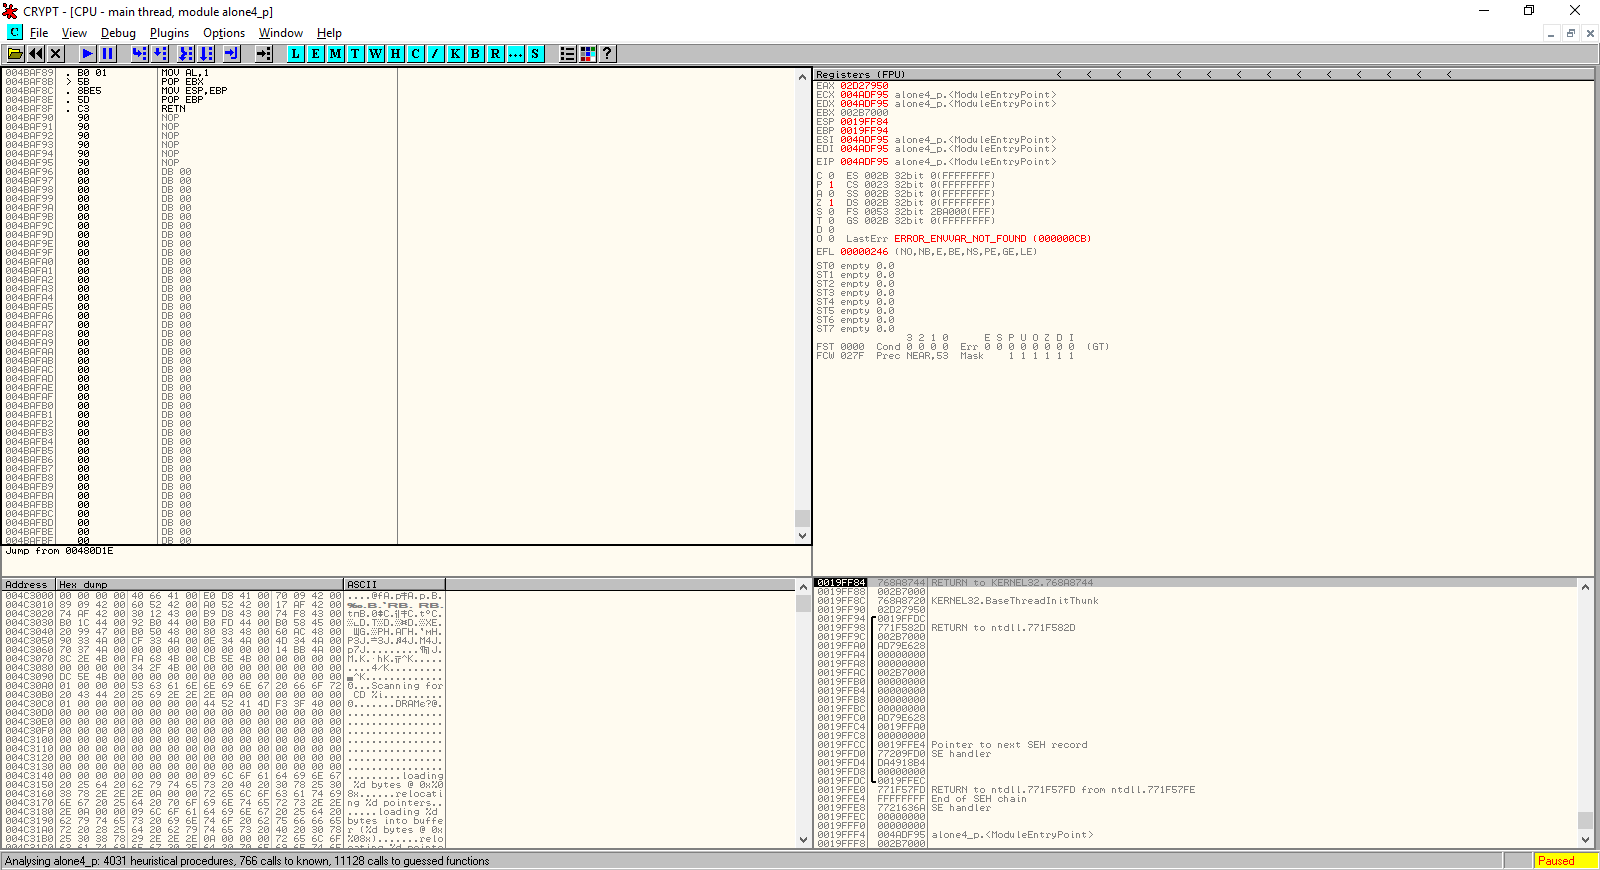 CRYPT - [CPU - main thread, module alone4_p]
C File View Debug Plugins Options Window Help
L E M T W H C / K B R ... S ?
004BAF89 . B0 01 MOV AL,1
004BAF8B > 5B POP EBX
004BAF8C . 8BE5 MOV ESP,EBP
004BAF8E . 5D POP EBP
004BAF8F . C3 RETN
004BAF90 90 NOP
004BAF91 90 NOP
004BAF92 90 NOP
004BAF93 90 NOP
004BAF94 90 NOP
004BAF95 90 NOP
004BAF96 00 DB 00
004BAF97 00 DB 00
004BAF98 00 DB 00
004BAF99 00 DB 00
004BAF9A 00 DB 00
004BAF9B 00 DB 00
004BAF9C 00 DB 00
004BAF9D 00 DB 00
004BAF9E 00 DB 00
004BAF9F 00 DB 00
004BAFA0 00 DB 00
004BAFA1 00 DB 00
004BAFA2 00 DB 00
004BAFA3 00 DB 00
004BAFA4 00 DB 00
004BAFA5 00 DB 00
004BAFA6 00 DB 00
004BAFA7 00 DB 00
004BAFA8 00 DB 00
004BAFA9 00 DB 00
004BAFAA 00 DB 00
004BAFAB 00 DB 00
004BAFAC 00 DB 00
004BAFAD 00 DB 00
004BAFAE 00 DB 00
004BAFAF 00 DB 00
004BAFB0 00 DB 00
004BAFB1 00 DB 00
004BAFB2 00 DB 00
004BAFB3 00 DB 00
004BAFB4 00 DB 00
004BAFB5 00 DB 00
004BAFB6 00 DB 00
004BAFB7 00 DB 00
004BAFB8 00 DB 00
004BAFB9 00 DB 00
004BAFBA 00 DB 00
004BAFBB 00 DB 00
004BAFBC 00 DB 00
004BAFBD 00 DB 00
004BAFBE 00 DB 00
004BAFBF 00 DB 00
Jump from 00480D1E
Registers (FPU) < < < < < < < < < < < < < <
EAX 02D27950
ECX 004ADF95 alone4_p.<ModuleEntryPoint>
EDX 004ADF95 alone4_p.<ModuleEntryPoint>
EBX 002B7000
ESP 0019FF84
EBP 0019FF94
ESI 004ADF95 alone4_p.<ModuleEntryPoint>
EDI 004ADF95 alone4_p.<ModuleEntryPoint>
EIP 004ADF95 alone4_p.<ModuleEntryPoint>
C 0 ES 002B 32bit 0(FFFFFFFF)
P 1 CS 0023 32bit 0(FFFFFFFF)
A 0 SS 002B 32bit 0(FFFFFFFF)
Z 1 DS 002B 32bit 0(FFFFFFFF)
S 0 FS 0053 32bit 2BA000(FFF)
T 0 GS 002B 32bit 0(FFFFFFFF)
D 0
O 0 LastErr ERROR_ENVVAR_NOT_FOUND (000000CB)
EFL 00000246 (NO,NB,E,BE,NS,PE,GE,LE)
ST0 empty 0.0
ST1 empty 0.0
ST2 empty 0.0
ST3 empty 0.0
ST4 empty 0.0
ST5 empty 0.0
ST6 empty 0.0
ST7 empty 0.0
3 2 1 0 E S P U O Z D I
FST 0000 Cond 0 0 0 0 Err 0 0 0 0 0 0 0 0 (GT)
FCW 027F Prec NEAR,53 Mask 1 1 1 1 1 1
Address Hex dump ASCII
004C3000 00 00 00 00 40 66 41 00 E0 D8 41 00 70 09 42 00
004C3010 89 09 42 00 60 52 42 00 A0 52 42 00 17 AF 42 00
004C3020 74 AF 42 00 30 12 43 00 B9 D8 43 00 74 F8 43 00
004C3030 B0 1C 44 00 92 B0 44 00 B0 FD 44 00 B0 58 45 00
004C3040 20 99 47 00 B0 50 48 00 80 83 48 00 60 AC 48 00
004C3050 90 33 4A 00 CF 33 4A 00 0E 34 4A 00 4D 34 4A 00
004C3060 70 37 4A 00 00 00 00 00 00 00 00 00 14 BB 4A 00
004C3070 8C 2E 4B 00 FA 68 4B 00 CB 5E 4B 00 00 00 00 00
004C3080 00 00 00 00 34 2F 4B 00 00 00 00 00 00 00 00 00
004C3090 DC 5E 4B 00 00 00 00 00 00 00 00 00 00 00 00 00
004C30A0 01 00 00 00 53 63 61 6E 6E 69 6E 67 20 66 6F 72 0...Scanning for
004C30B0 20 43 44 20 25 69 2E 2E 2E 0A 00 00 00 00 00 00 CD %i..........
004C30C0 01 00 00 00 00 00 00 00 44 52 41 4D F3 3F 40 00
004C30D0 00 00 00 00 00 00 00 00 00 00 00 00 00 00 00 00 ................
004C30E0 00 00 00 00 00 00 00 00 00 00 00 00 00 00 00 00 ................
004C30F0 00 00 00 00 00 00 00 00 00 00 00 00 00 00 00 00 ................
004C3100 00 00 00 00 00 00 00 00 00 00 00 00 00 00 00 00 ................
004C3110 00 00 00 00 00 00 00 00 00 00 00 00 00 00 00 00 ................
004C3120 00 00 00 00 00 00 00 00 00 00 00 00 00 00 00 00 ................
004C3130 00 00 00 00 00 00 00 00 00 00 00 00 00 00 00 00 ................
004C3140 00 00 00 00 00 00 00 00 09 6C 6F 61 64 69 6E 67 .........loading
004C3150 20 25 64 20 62 79 74 65 73 20 40 20 30 78 25 30 %d bytes @ 0x%0
004C3160 38 78 2E 2E 2E 0A 00 00 72 65 6C 6F 63 61 74 69 8x......relocati
004C3170 6E 67 20 25 64 20 70 6F 69 6E 74 65 72 73 2E 2E ng %d pointers..
004C3180 2E 0A 00 00 09 6C 6F 61 64 69 6E 67 20 25 64 20 .....loading %d
004C3190 62 79 74 65 73 20 69 6E 74 6F 20 62 75 66 66 65 bytes into buffe
004C31A0 72 20 28 25 64 20 62 79 74 65 73 20 40 20 30 78 r (%d bytes @ 0x
004C31B0 25 30 38 78 29 2E 2E 2E 0A 00 00 00 72 65 6C 6F %08x).......relo
0019FF84 768A8744 RETURN to KERNEL32.768A8744
0019FF88 002B7000
0019FF8C 768A8720 KERNEL32.BaseThreadInitThunk
0019FF90 02D27950
0019FF94 0019FFDC
0019FF98 771F582D RETURN to ntdll.771F582D
0019FF9C 002B7000
0019FFA0 AD79E628
0019FFA4 00000000
0019FFA8 00000000
0019FFAC 002B7000
0019FFB0 00000000
0019FFB4 00000000
0019FFB8 00000000
0019FFBC 00000000
0019FFC0 AD79E628
0019FFC4 0019FFA0
0019FFC8 00000000
0019FFCC 0019FFE4 Pointer to next SEH record
0019FFD0 77209FD0 SE handler
0019FFD4 DA4918B4
0019FFD8 00000000
0019FFDC 0019FFEC
0019FFE0 771F57FD RETURN to ntdll.771F57FD from ntdll.771F57FE
0019FFE4 FFFFFFFF End of SEH chain
0019FFE8 7721636A SE handler
0019FFEC 00000000
0019FFF0 00000000
0019FFF4 004ADF95 alone4_p.<ModuleEntryPoint>
0019FFF8 002B7000
Analysing alone4_p: 4031 heuristical procedures, 766 calls to known, 11128 calls to guessed functions
Paused